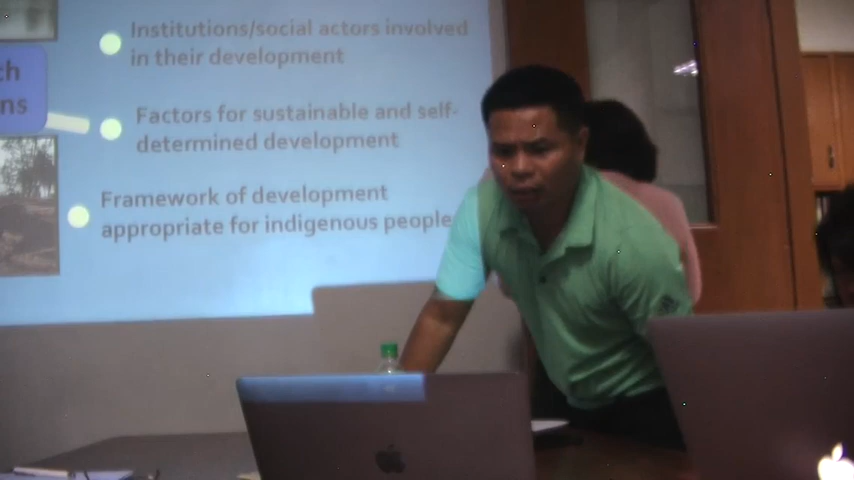 Institutions/social actors involved
in their development
ch
ns
Factors for sustainable and self-
determined development
Framework of development
appropriate for indigenous people